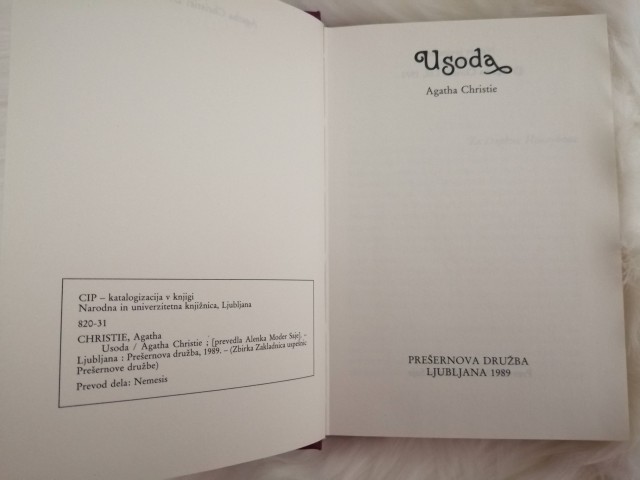 CIP – katalogizacija v knjigi
Narodna in univerzitetna knjižnica, Ljubljana
820-31
CHRISTIE, Agatha
Usoda / Agatha Christie ; [prevedla Alenka Moder Saje]. –
Ljubljana : Prešernova družba, 1989. – (Zbirka Zakladnica uspešnic
Prešernove družbe)
Prevod dela: Nemesis
Usoda
Agatha Christie
PREŠERNOVA DRUŽBA
LJUBLJANA 1989